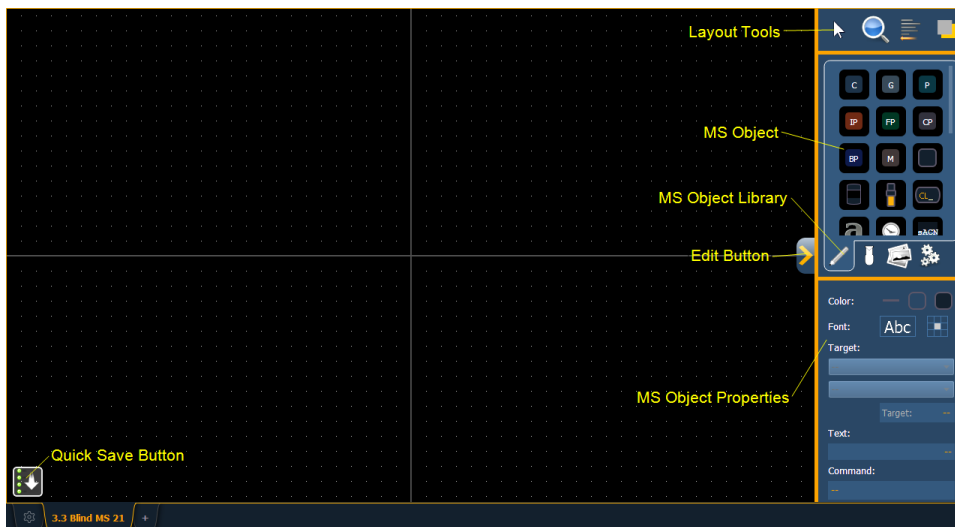 Layout Tools
C G P
MS Object
IP FP CP
BP M
MS Object Library
CL_
a sACN
Edit Button
Color:
Font: Abc
Target:
MS Object Properties
Target: --
Text:
--
Quick Save Button
Command:
--
3.3 Blind MS 21 +